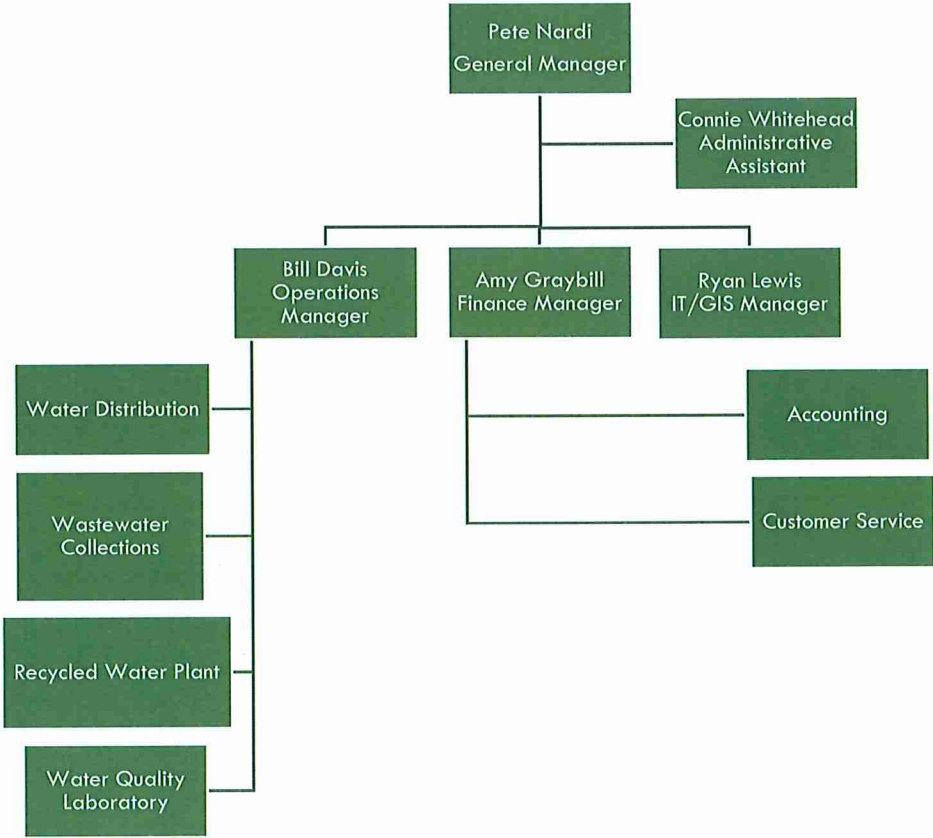 Pete Nardi
General Manager
Connie Whitehead
Administrative
Assistant
Bill Davis
Operations
Manager
Amy Graybill
Finance Manager
Ryan Lewis
IT/GIS Manager
Water Distribution
Accounting
Wastewater
Collections
Customer Service
Recycled Water Plant
Water Quality
Laboratory